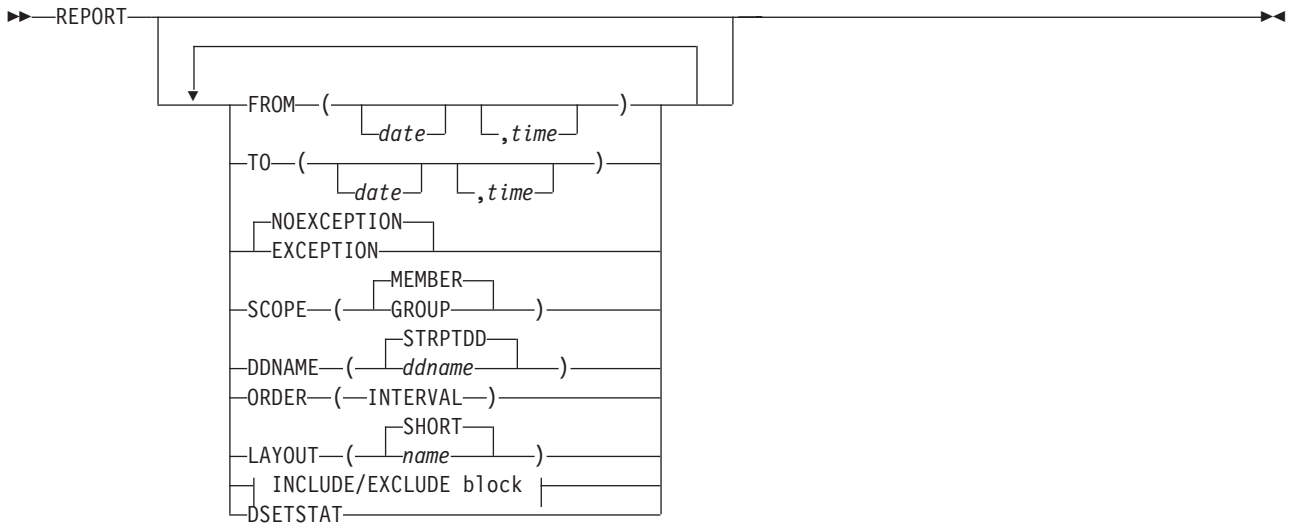 REPORT
FROM ( date ,time )
TO ( date ,time )
NOEXCEPTION
EXCEPTION
MEMBER
SCOPE ( GROUP )
STRPTDD
DDNAME ( ddname )
ORDER ( INTERVAL )
SHORT
LAYOUT ( name )
INCLUDE/EXCLUDE block
DSETSTAT